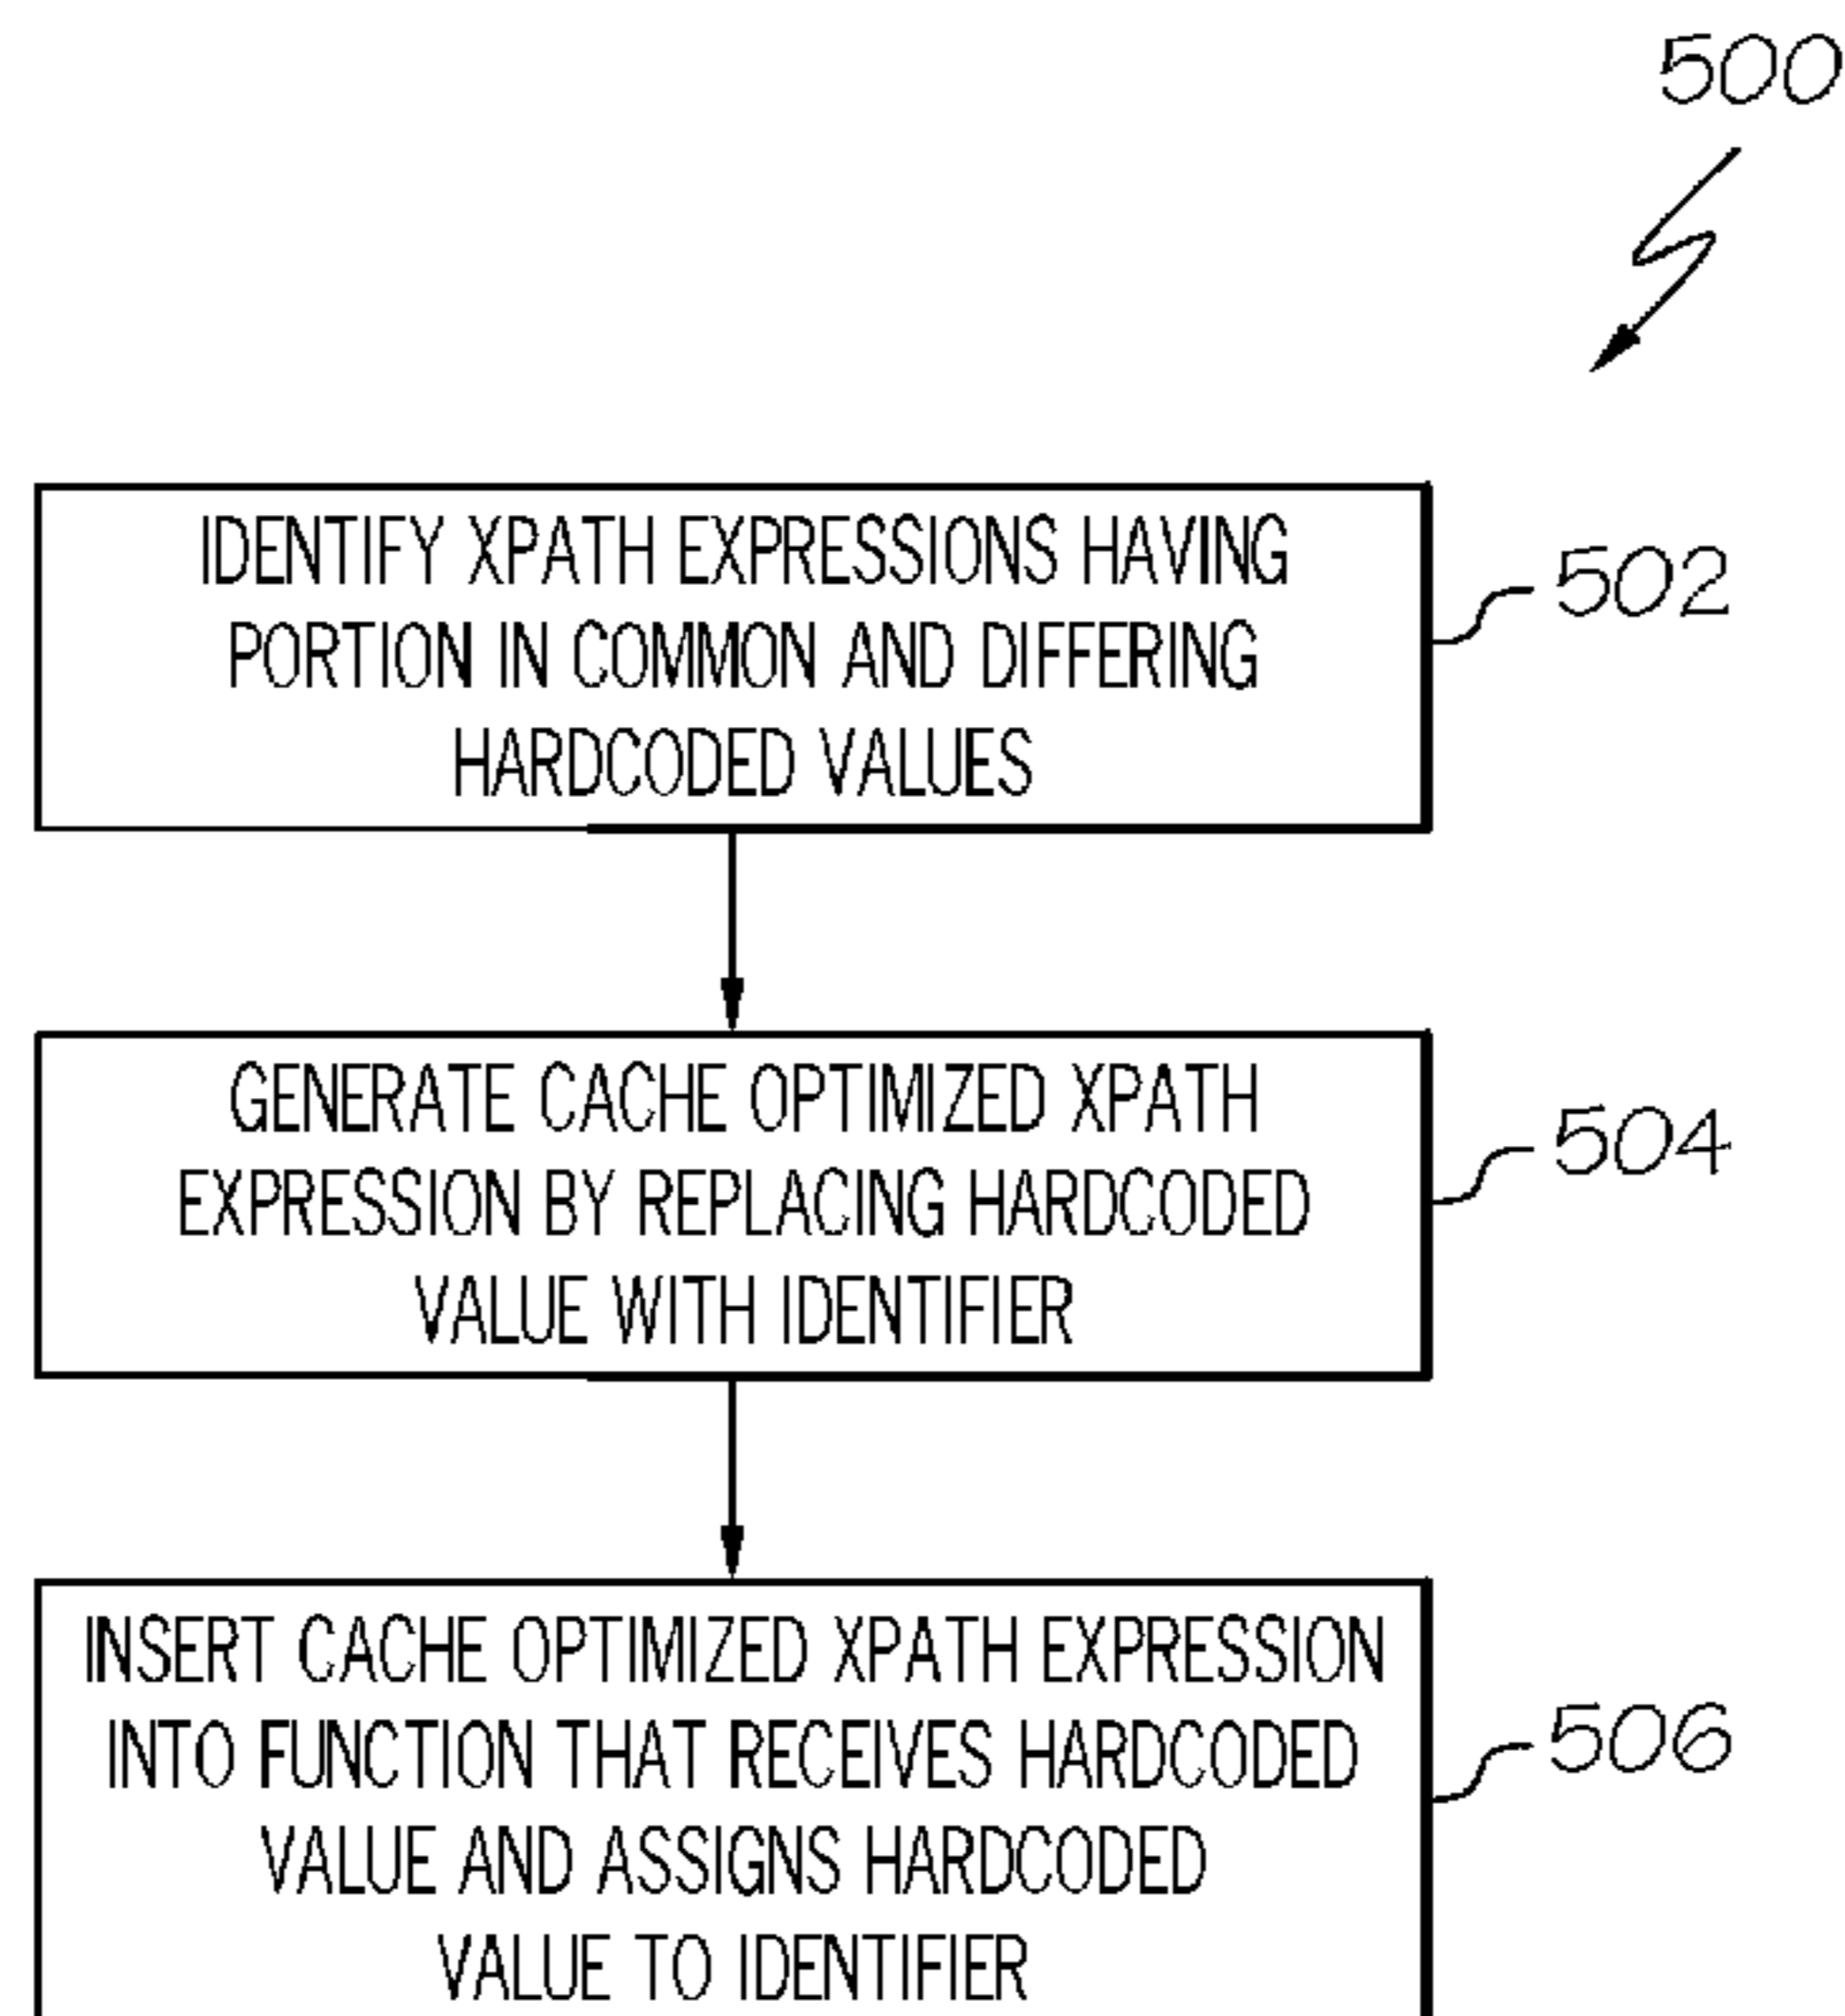 500
IDENTIFY XPATH EXPRESSIONS HAVING
PORTION IN COMMON AND DIFFERING
HARDCODED VALUES
502
GENERATE CACHE OPTIMIZED XPATH
EXPRESSION BY REPLACING HARDCODED
VALUE WITH IDENTIFIER
504
INSERT CACHE OPTIMIZED XPATH EXPRESSION
INTO FUNCTION THAT RECEIVES HARDCODED
VALUE AND ASSIGNS HARDCODED
VALUE TO IDENTIFIER
506